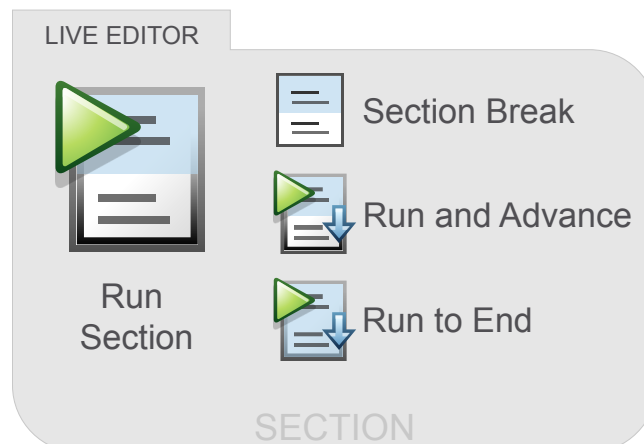 LIVE EDITOR
Run
Section
Section Break
Run and Advance
Run to End
SECTION